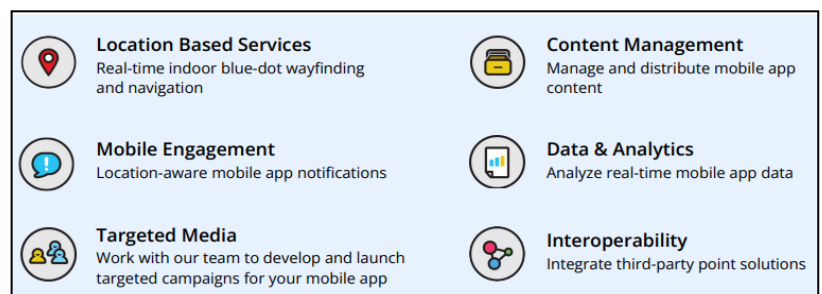 Location Based Services
Real-time indoor blue-dot wayfinding
and navigation
Mobile Engagement
Location-aware mobile app notifications
Targeted Media
Work with our team to develop and launch
targeted campaigns for your mobile app
Content Management
Manage and distribute mobile app
content
Data & Analytics
Analyze real-time mobile app data
Interoperability
Integrate third-party point solutions